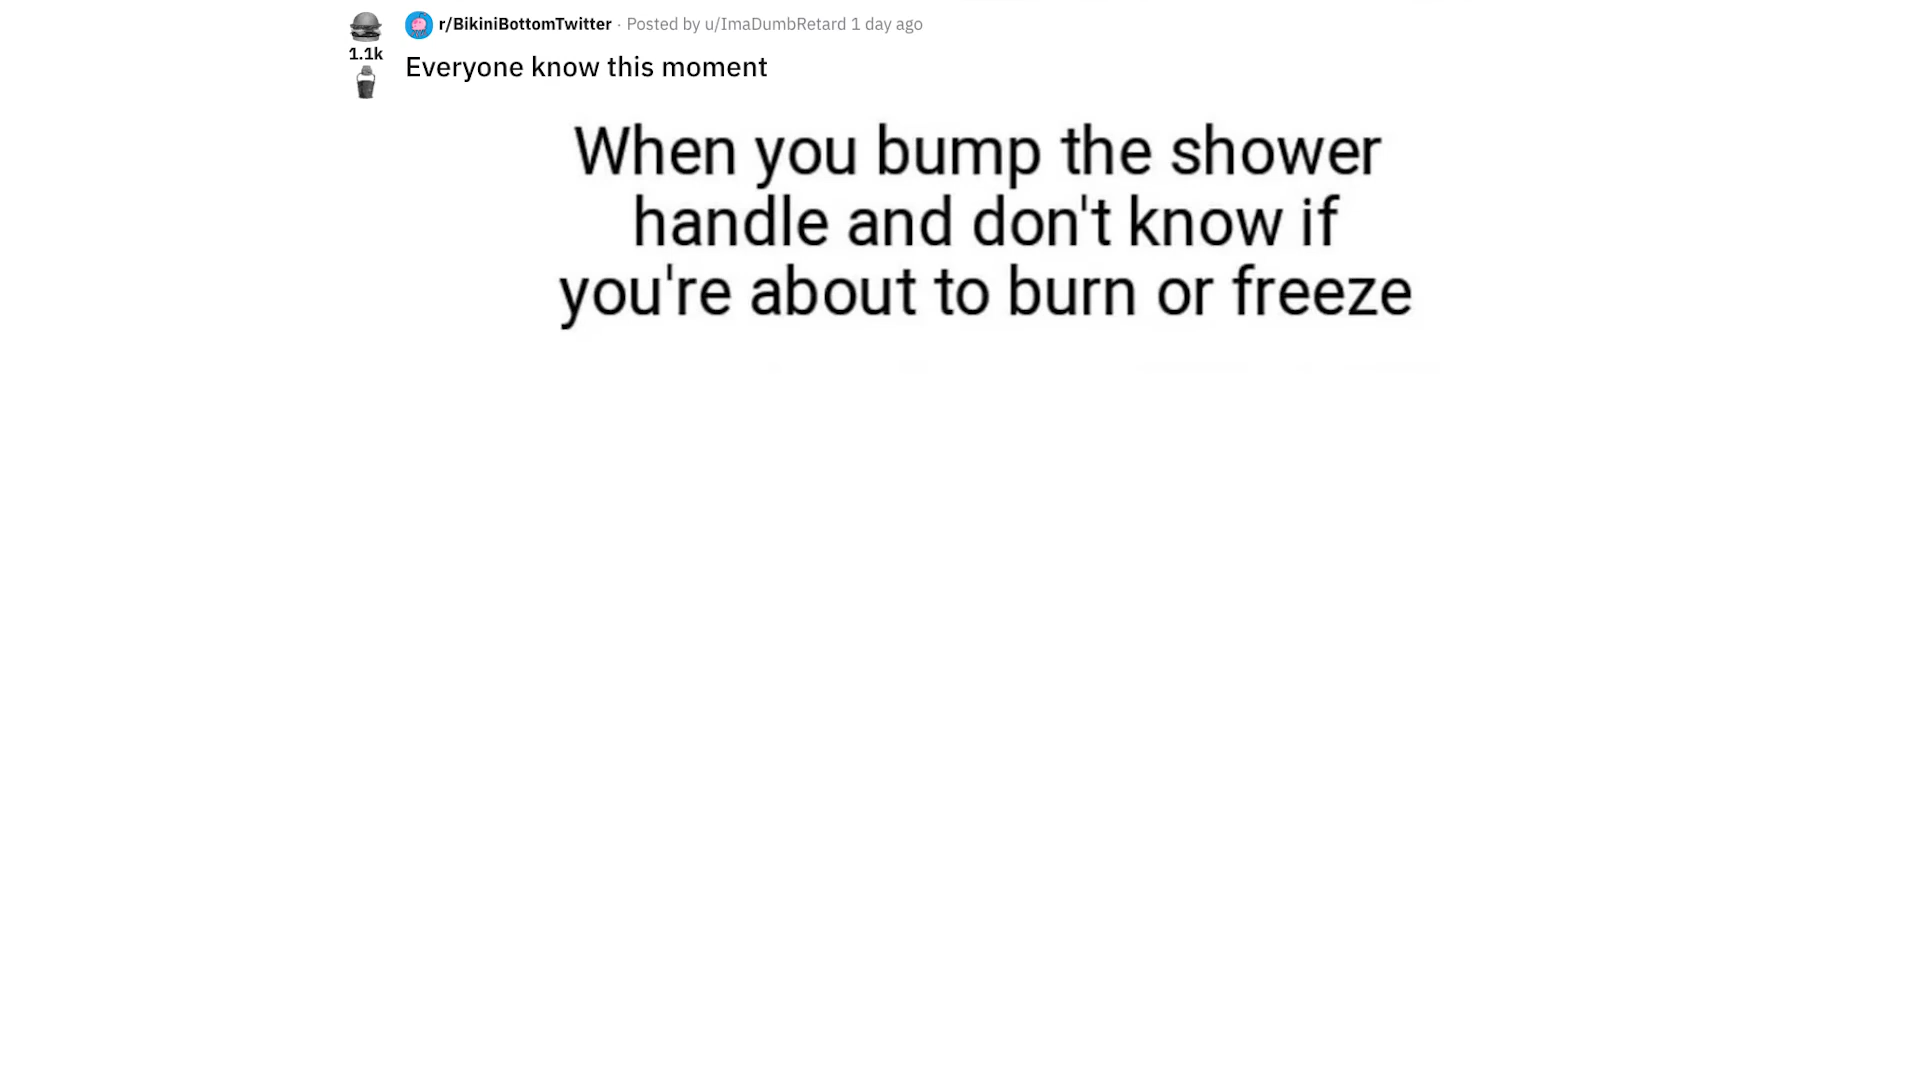 r/BikiniBottomTwitter · Posted by u/ImaDumbRetard 1 day ago
1.1k
Everyone know this moment
When you bump the shower
handle and don't know if
you're about to burn or freeze